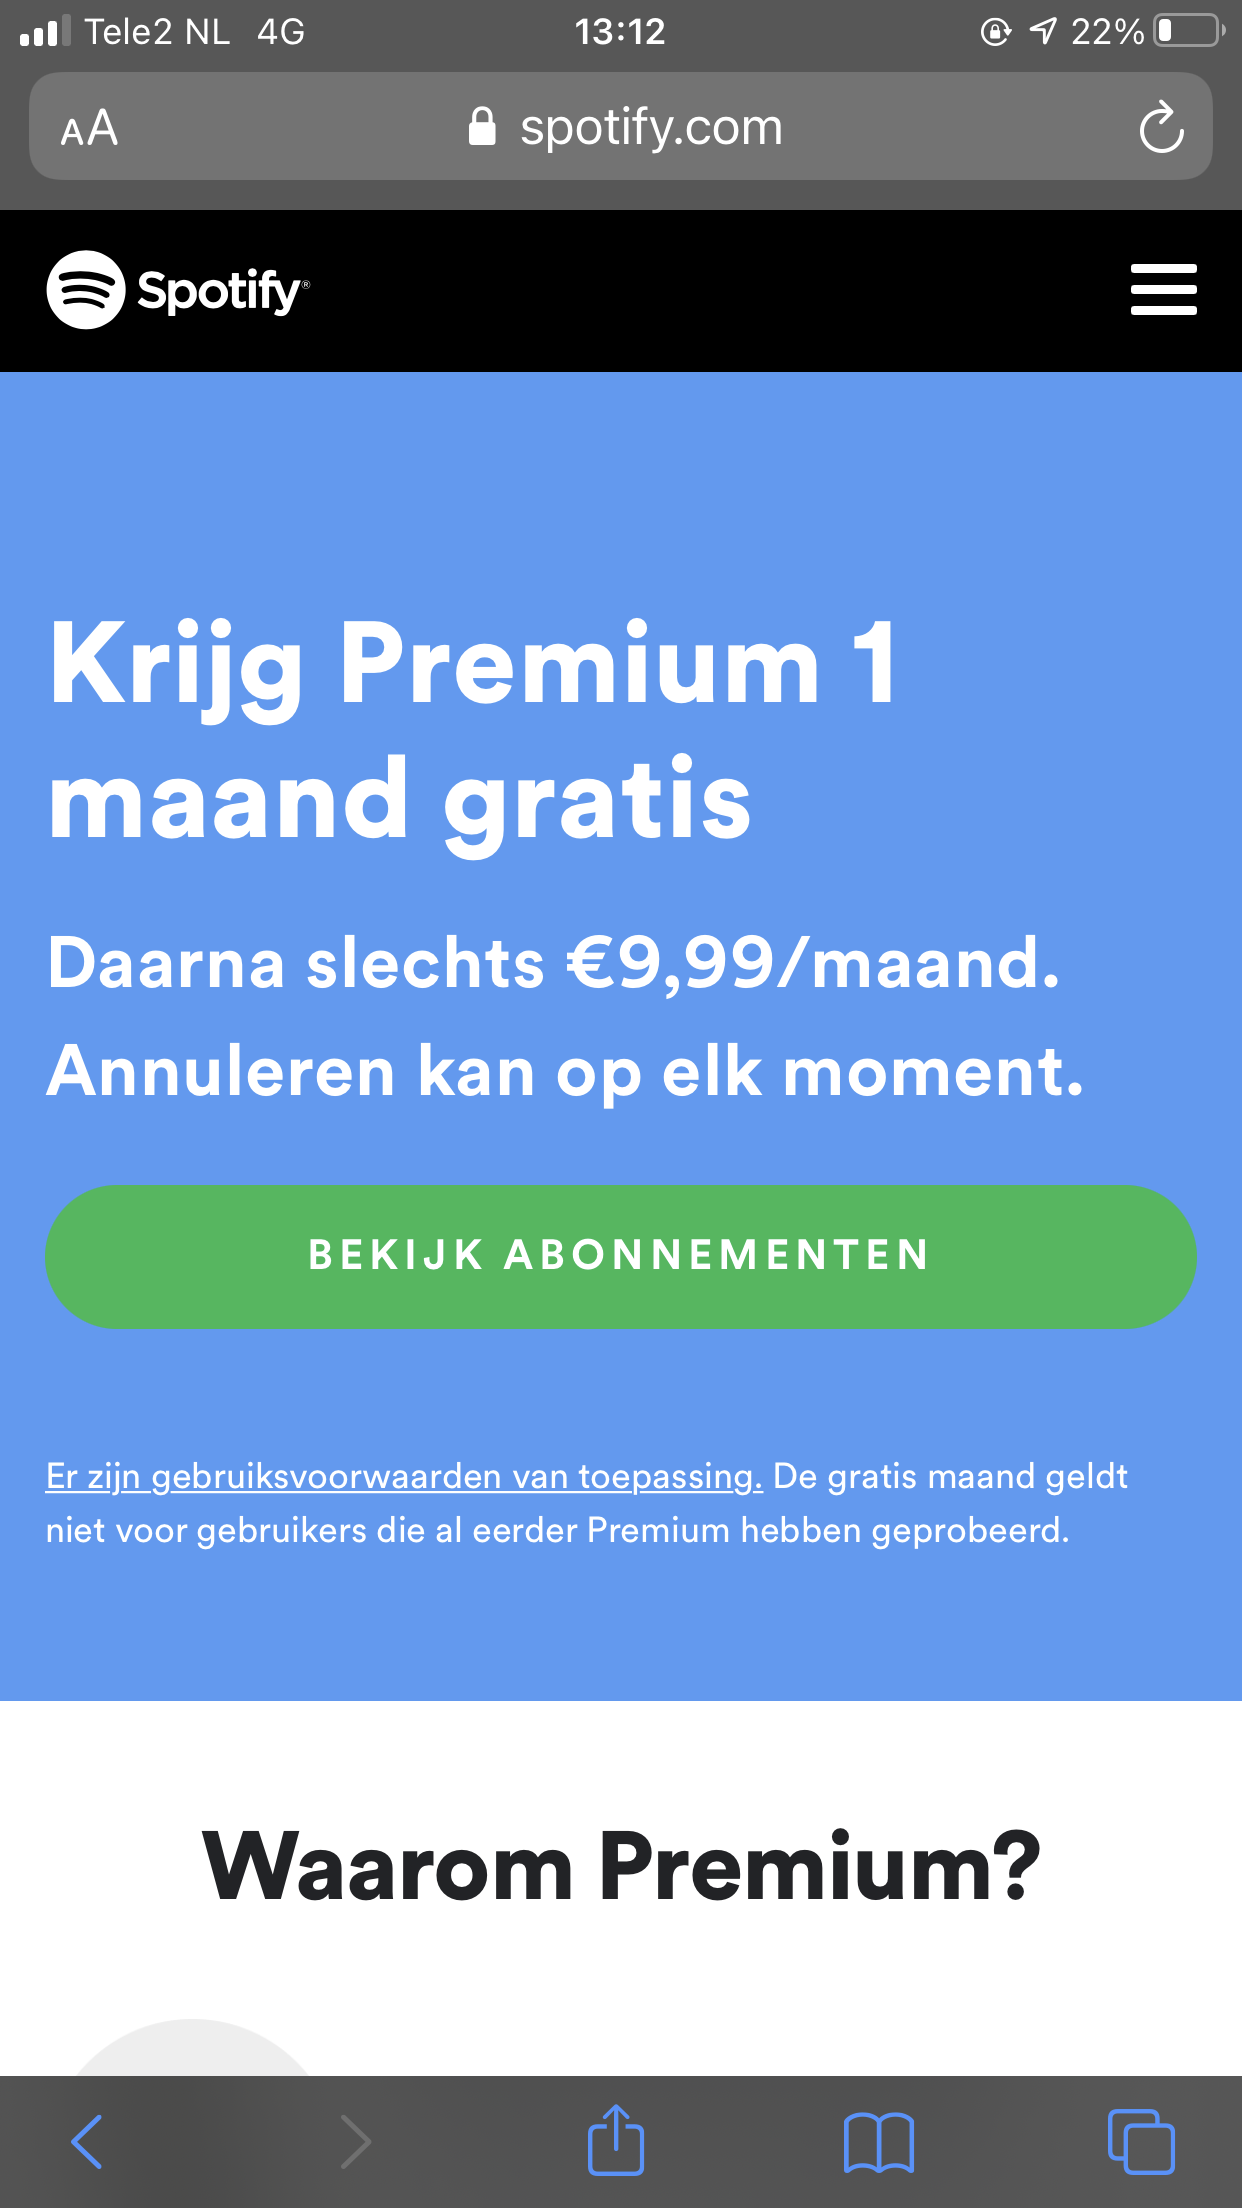 Tele2 NL 4G 13:12 22%
AA spotify.com
Spotify®
Krijg Premium 1
maand gratis
Daarna slechts €9,99/maand.
Annuleren kan op elk moment.
BEKIJK ABONNEMENTEN
Er zijn gebruiksvoorwaarden van toepassing. De gratis maand geldt
niet voor gebruikers die al eerder Premium hebben geprobeerd.
Waarom Premium?